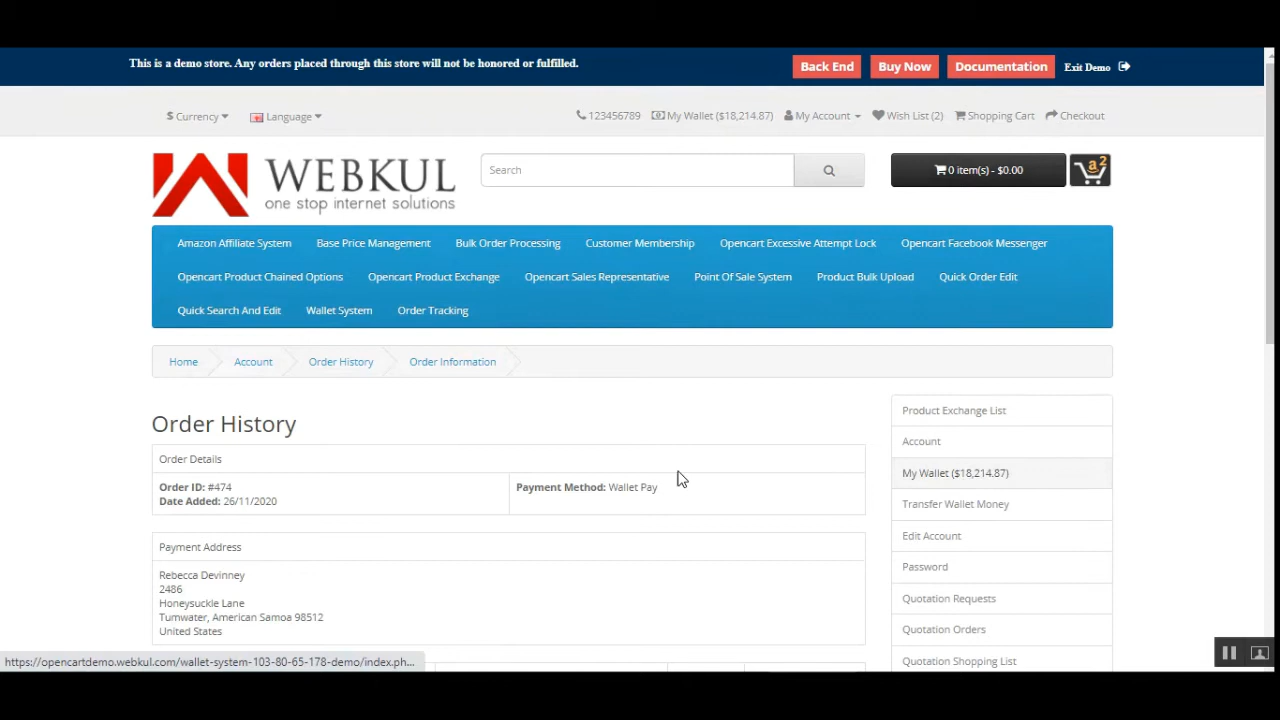 This is a demo store. Any orders placed through this store will not be honored or fulfilled.
Back End Buy Now Documentation Exit Demo
$ Currency Language 123456789 My Wallet ($18,214.87) My Account Wish List (2) Shopping Cart Checkout
WEBKUL
one stop internet solutions
Search
0 item(s) - $0.00
a2
Amazon Affiliate System Base Price Management Bulk Order Processing Customer Membership Opencart Excessive Attempt Lock Opencart Facebook Messenger
Opencart Product Chained Options Opencart Product Exchange Opencart Sales Representative Point Of Sale System Product Bulk Upload Quick Order Edit
Quick Search And Edit Wallet System Order Tracking
Home Account Order History Order Information
Order History
Order Details
Order ID: #474
Date Added: 26/11/2020
Payment Method: Wallet Pay
Payment Address
Rebecca Devinney
2486
Honeysuckle Lane
Tumwater, American Samoa 98512
United States
Product Exchange List
Account
My Wallet ($18,214.87)
Transfer Wallet Money
Edit Account
Password
Quotation Requests
Quotation Orders
Quotation Shopping List
https://opencartdemo.webkul.com/wallet-system-103-80-65-178-demo/index.ph...